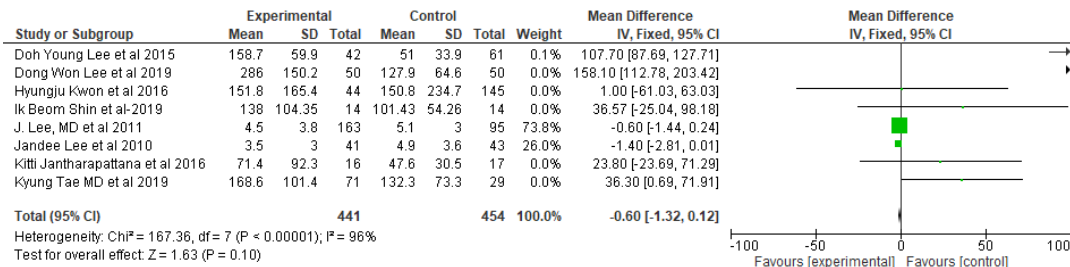 Experimental Control Mean Difference Mean Difference
Study or Subgroup Mean SD Total Mean SD Total Weight IV, Fixed, 95% CI IV, Fixed, 95% CI
Doh Young Lee et al 2015 158.7 59.9 42 51 33.9 61 0.1% 107.70 [87.69, 127.71]
Dong Won Lee et al 2019 286 150.2 50 127.9 64.6 50 0.0% 158.10 [112.78, 203.42]
Hyungju Kwon et al 2016 151.8 165.4 44 150.8 234.7 145 0.0% 1.00 [-61.03, 63.03]
Ik Beom Shin et al-2019 138 104.35 14 101.43 54.26 14 0.0% 36.57 [-25.04, 98.18]
J. Lee, MD et al 2011 4.5 3.8 163 5.1 3 95 73.8% -0.60 [-1.44, 0.24]
Jandee Lee et al 2010 3.5 3 41 4.9 3.6 43 26.0% -1.40 [-2.81, 0.01]
Kitti Jantharapattana et al 2016 71.4 92.3 16 47.6 30.5 17 0.0% 23.80 [-23.69, 71.29]
Kyung Tae MD et al 2019 168.6 101.4 71 132.3 73.3 29 0.0% 36.30 [0.69, 71.91]
Total (95% CI) 441 454 100.0% -0.60 [-1.32, 0.12]
Heterogeneity: Chi² = 167.36, df = 7 (P < 0.00001); I² = 96%
Test for overall effect: Z = 1.63 (P = 0.10)
-100 -50 0 50 100
Favours [experimental] Favours [control]